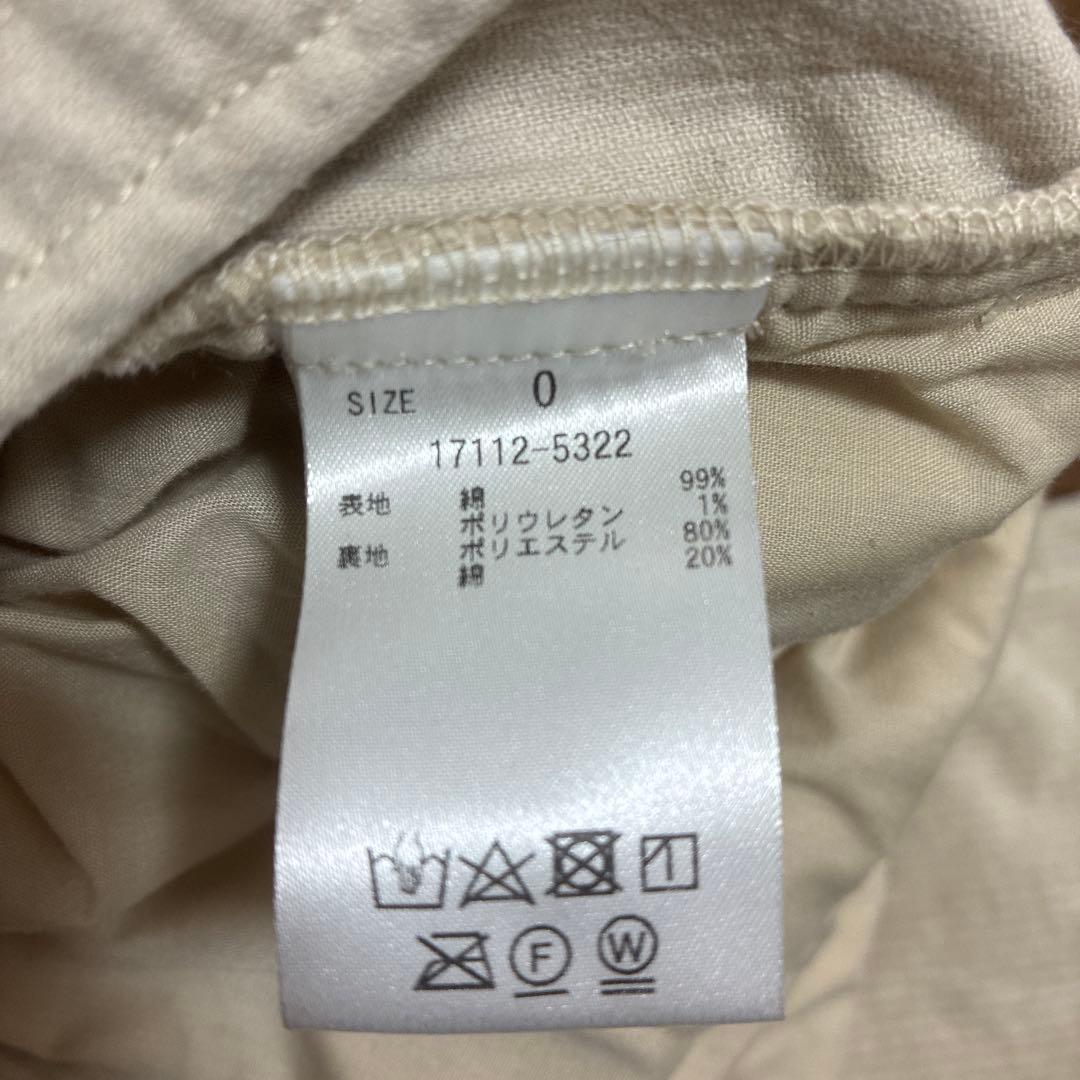 SIZE 0
17112-5322
表地 綿 99%
ポリウレタン 1%
裏地 ポリエステル 80%
綿 20%
F W